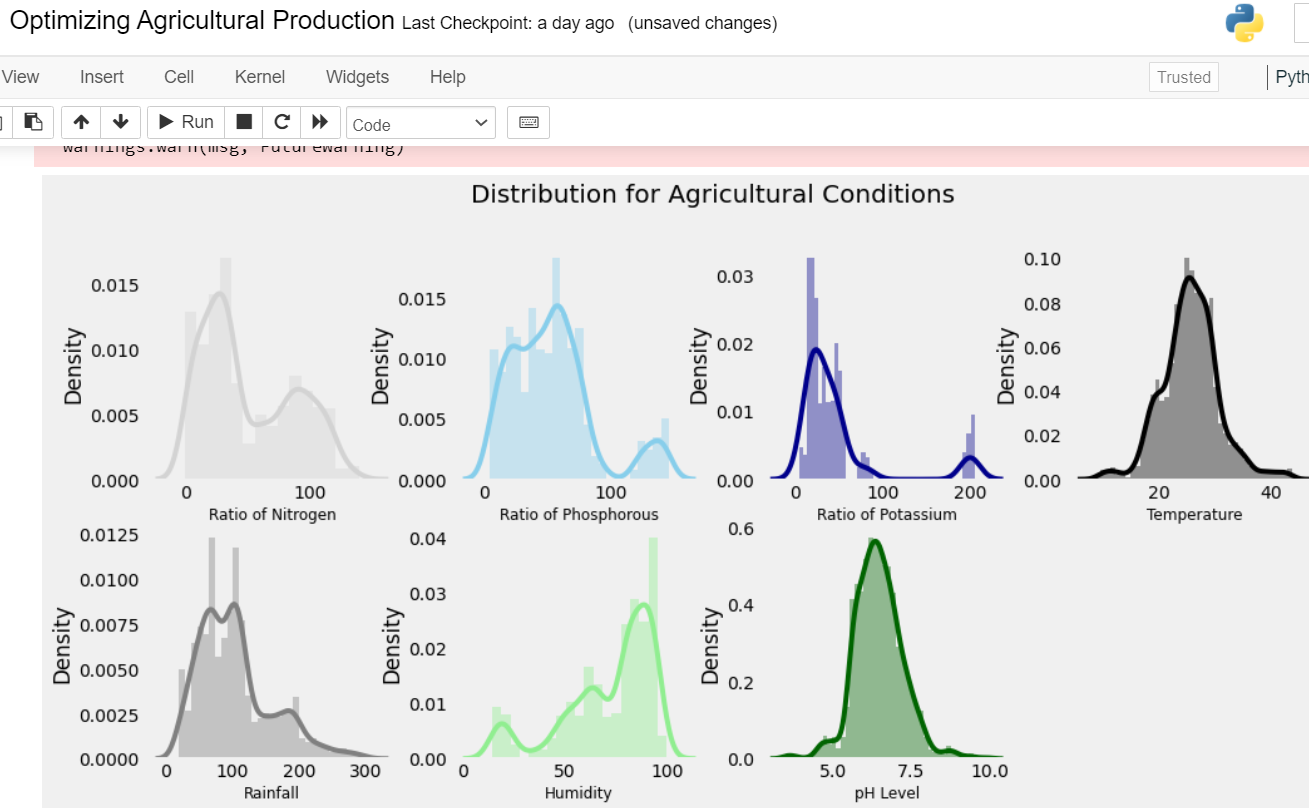 Optimizing Agricultural Production Last Checkpoint: a day ago (unsaved changes)
View Insert Cell Kernel Widgets Help Trusted
Run Code
warnings.warn(msg, FutureWarning)
Distribution for Agricultural Conditions
Density
0.015
0.010
0.005
0.000
0 100
Ratio of Nitrogen
Density
0.015
0.010
0.005
0.000
0 100
Ratio of Phosphorous
Density
0.03
0.02
0.01
0.00
0 100 200
Ratio of Potassium
Density
0.10
0.08
0.06
0.04
0.02
0.00
20 40
Temperature
Density
0.0125
0.0100
0.0075
0.0050
0.0025
0.0000
0 100 200 300
Rainfall
Density
0.04
0.03
0.02
0.01
0.00
0 50 100
Humidity
Density
0.6
0.4
0.2
0.0
5.0 7.5 10.0
pH Level